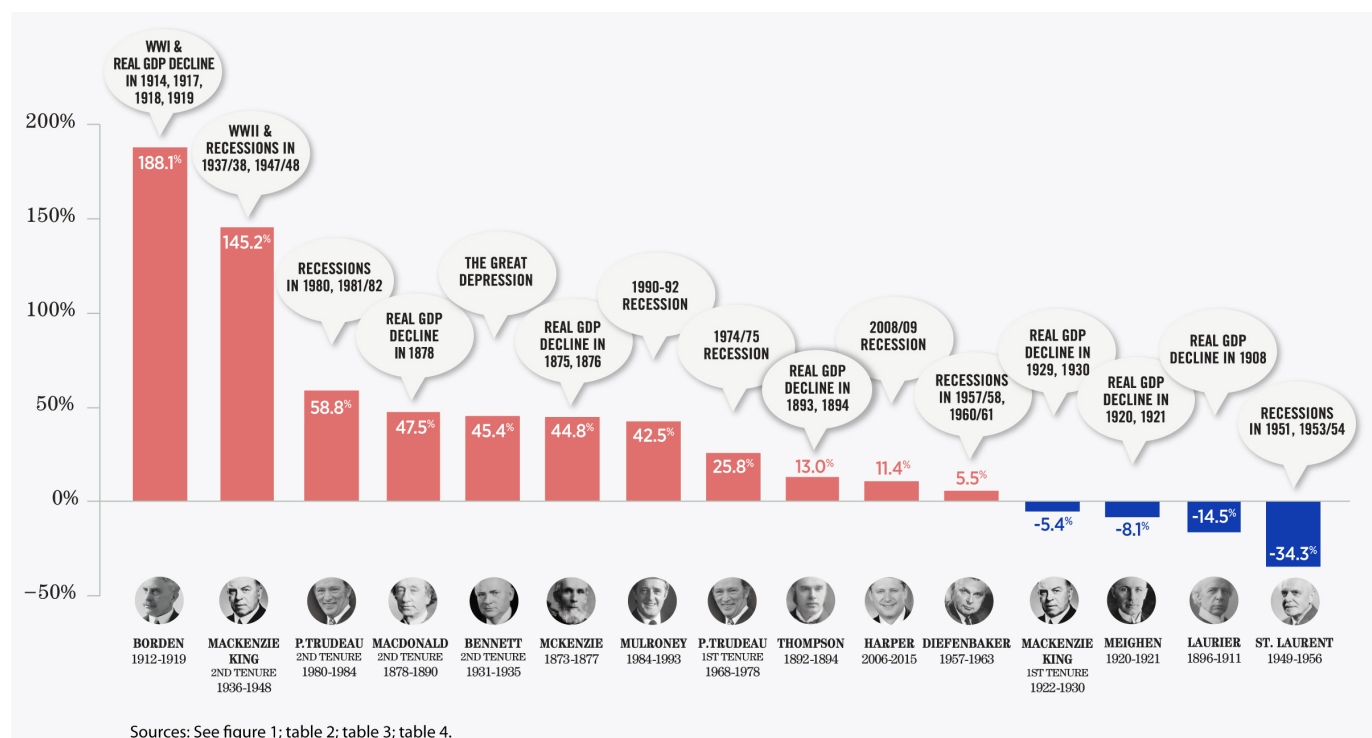 WWI &
REAL GDP DECLINE
IN 1914, 1917,
1918, 1919
WWII &
RECESSIONS IN
1937/38, 1947/48
RECESSIONS
IN 1980, 1981/82
REAL GDP
DECLINE
IN 1878
THE GREAT
DEPRESSION
REAL GDP
DECLINE IN
1875, 1876
1990-92
RECESSION
1974/75
RECESSION
REAL GDP
DECLINE IN
1893, 1894
2008/09
RECESSION
RECESSIONS
IN 1957/58,
1960/61
REAL GDP
DECLINE IN
1929, 1930
REAL GDP
DECLINE IN
1920, 1921
REAL GDP
DECLINE IN 1908
RECESSIONS
IN 1951, 1953/54
200%
150%
100%
50%
0%
−50%
188.1%
145.2%
58.8%
47.5%
45.4%
44.8%
42.5%
25.8%
13.0%
11.4%
5.5%
-5.4%
-8.1%
-14.5%
-34.3%
BORDEN
1912-1919
MACKENZIE
KING
2ND TENURE
1936-1948
P.TRUDEAU
2ND TENURE
1980-1984
MACDONALD
2ND TENURE
1878-1890
BENNETT
2ND TENURE
1931-1935
MCKENZIE
1873-1877
MULRONEY
1984-1993
P.TRUDEAU
1ST TENURE
1968-1978
THOMPSON
1892-1894
HARPER
2006-2015
DIEFENBAKER
1957-1963
MACKENZIE
KING
1ST TENURE
1922-1930
MEIGHEN
1920-1921
LAURIER
1896-1911
ST. LAURENT
1949-1956
Sources: See figure 1; table 2; table 3; table 4.